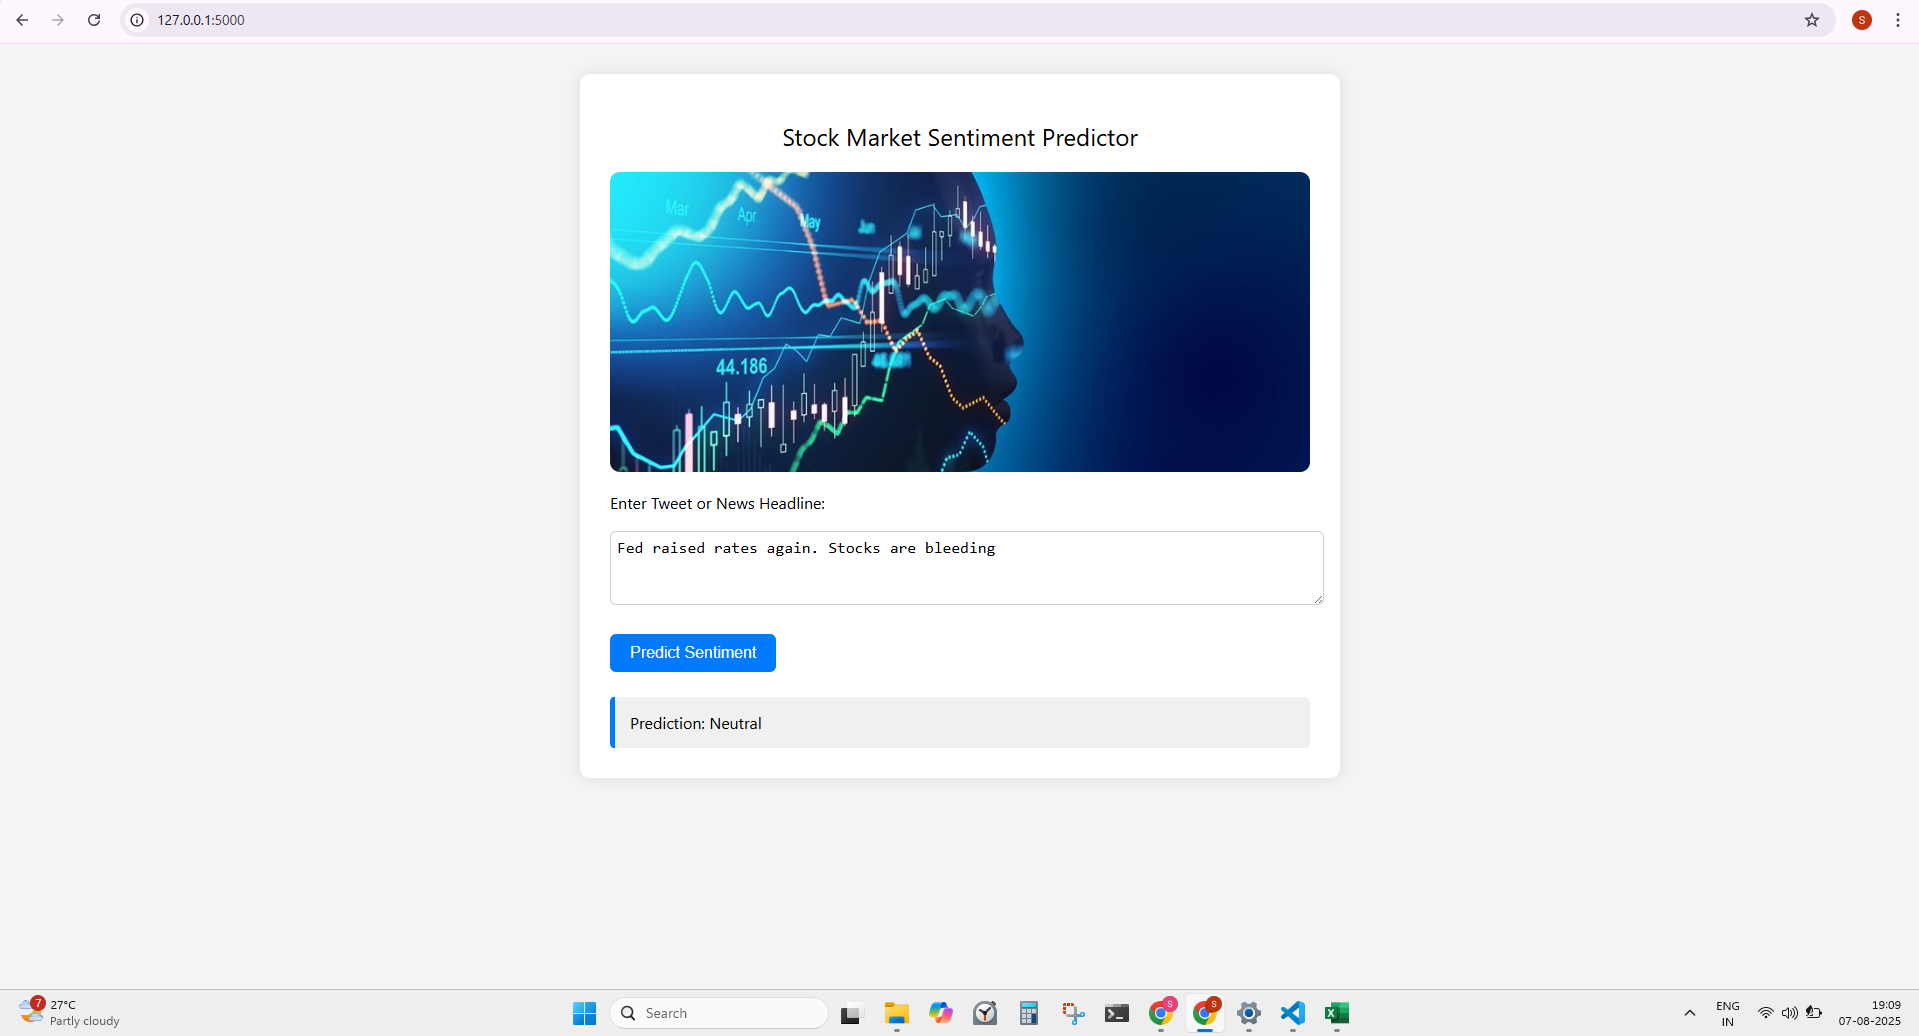 127.0.0.1:5000
S
Stock Market Sentiment Predictor
Mar
Apr
May
Jun
44.186
Enter Tweet or News Headline:
Fed raised rates again. Stocks are bleeding
Predict Sentiment
Prediction: Neutral
7
27°C
Partly cloudy
Search
S
S
ENG
IN
19:09
07-08-2025